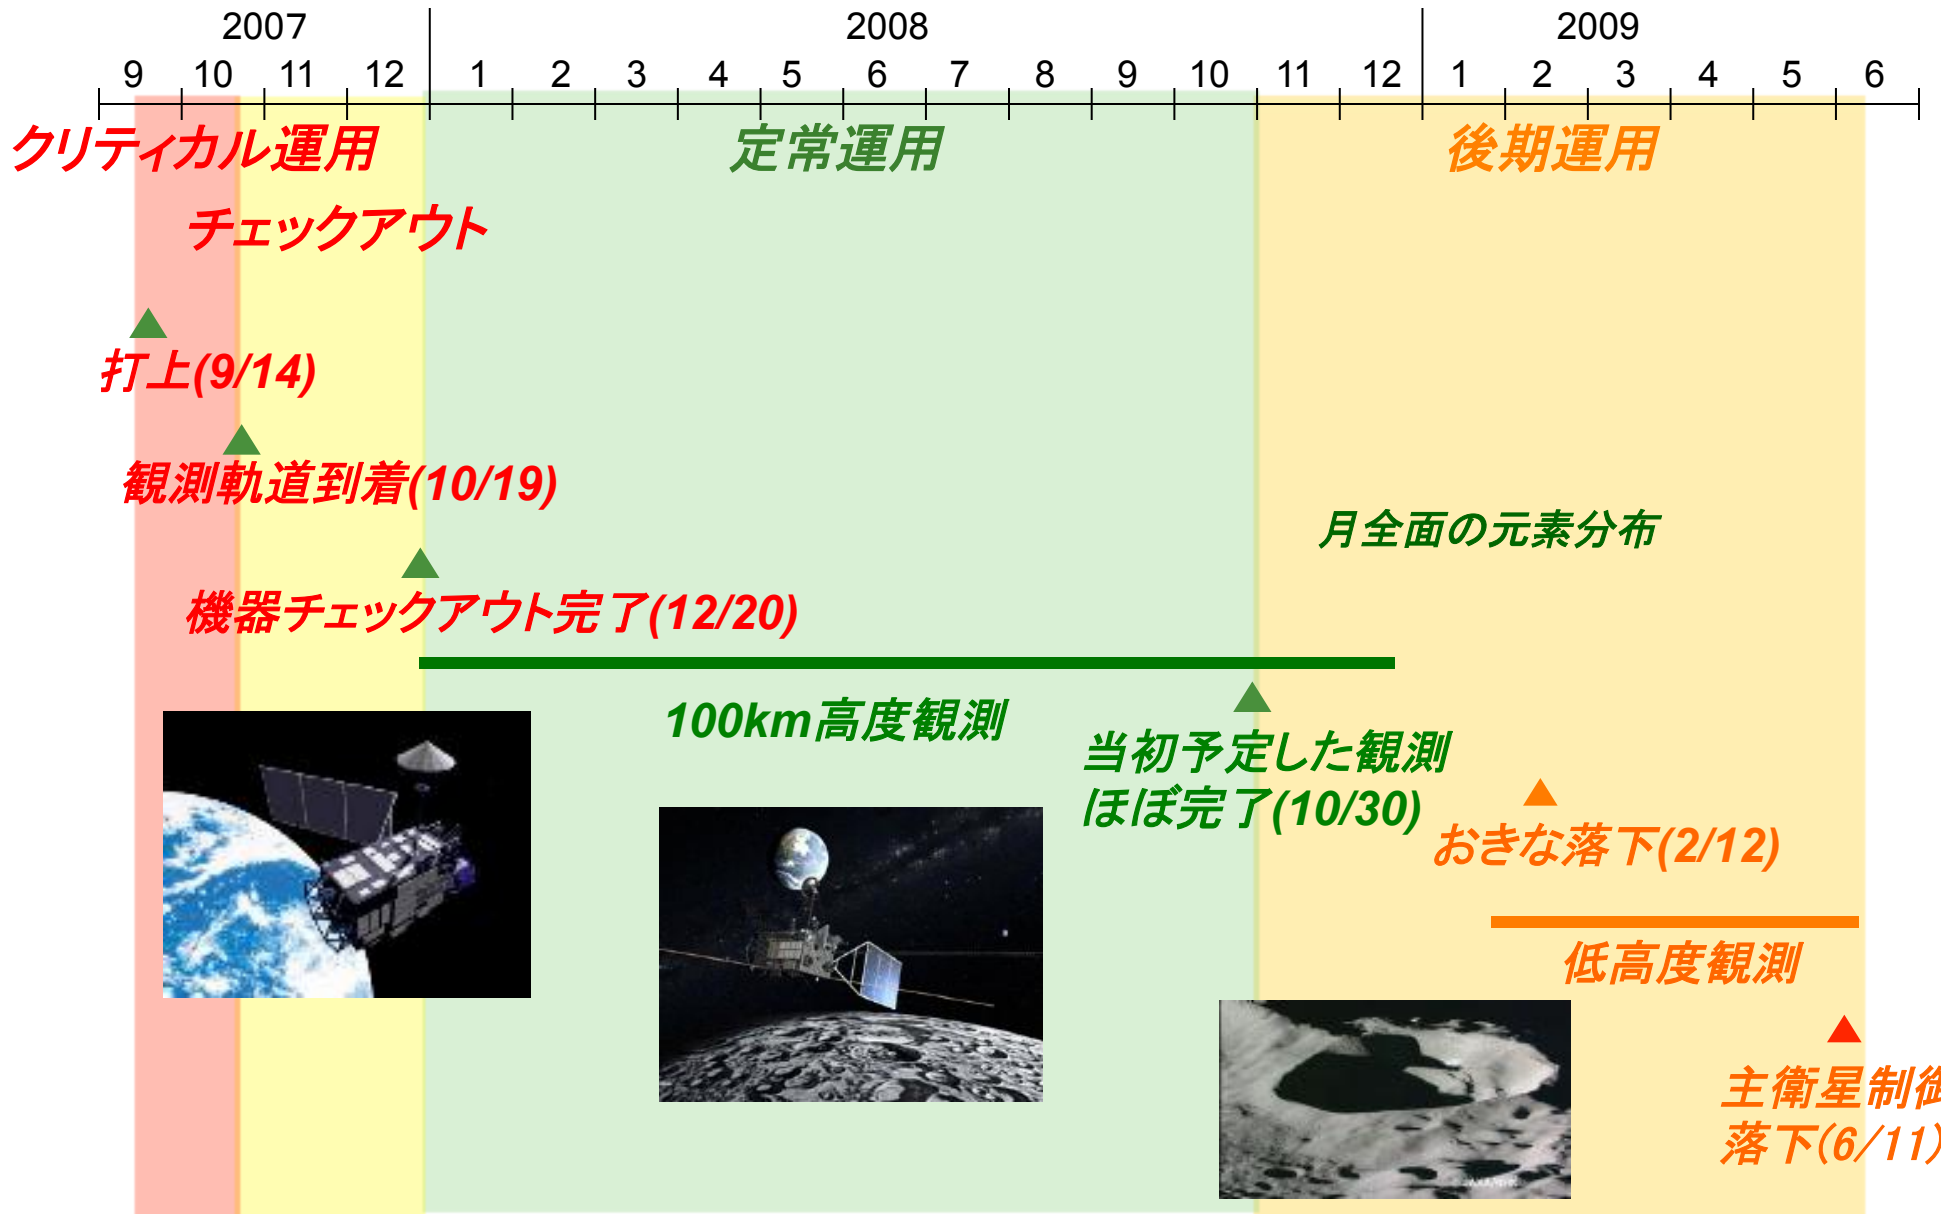 2007 2008 2009
9 10 11 12 1 2 3 4 5 6 7 8 9 10 11 12 1 2 3 4 5 6
クリティカル運用
定常運用
後期運用
チェックアウト
打上(9/14)
観測軌道到着(10/19)
月全面の元素分布
機器チェックアウト完了(12/20)
100km高度観測
当初予定した観測
ほぼ完了(10/30)
おきな落下(2/12)
低高度観測
主衛星制御
落下(6/11)